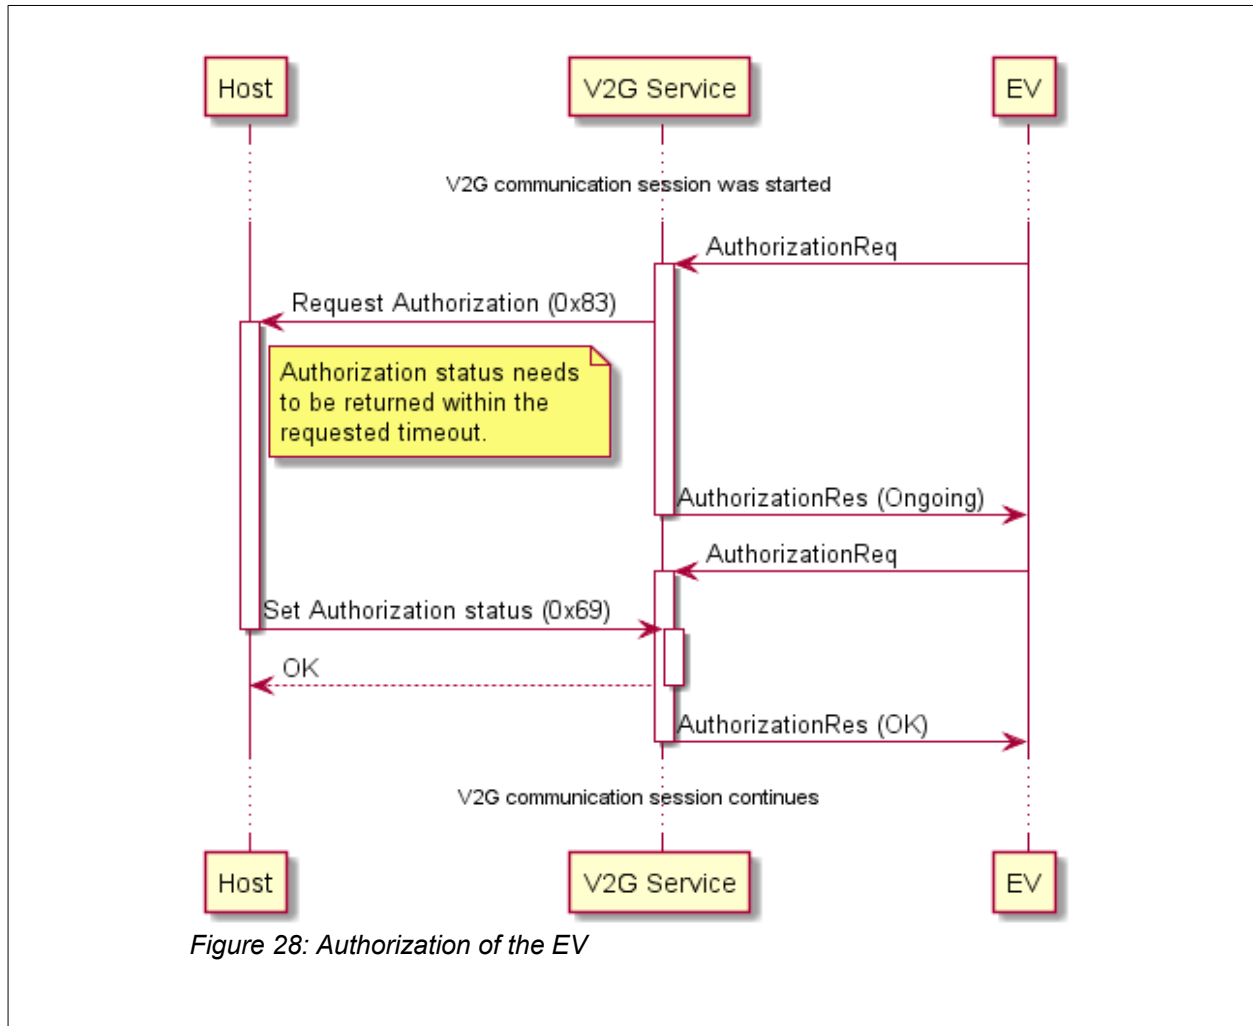 Host V2G Service EV
V2G communication session was started
AuthorizationReq
Request Authorization (0x83)
Authorization status needs
to be returned within the
requested timeout.
AuthorizationRes (Ongoing)
AuthorizationReq
Set Authorization status (0x69)
OK
AuthorizationRes (OK)
V2G communication session continues
Host V2G Service EV
Figure 28: Authorization of the EV